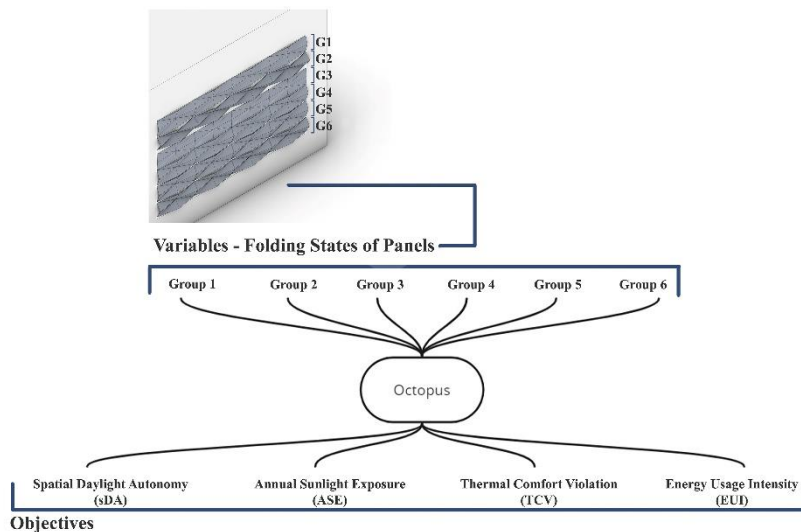 G1
G2
G3
G4
G5
G6
Variables - Folding States of Panels
Group 1 Group 2 Group 3 Group 4 Group 5 Group 6
Octopus
Spatial Daylight Autonomy Annual Sunlight Exposure Thermal Comfort Violation Energy Usage Intensity
(sDA) (ASE) (TCV) (EUI)
Objectives